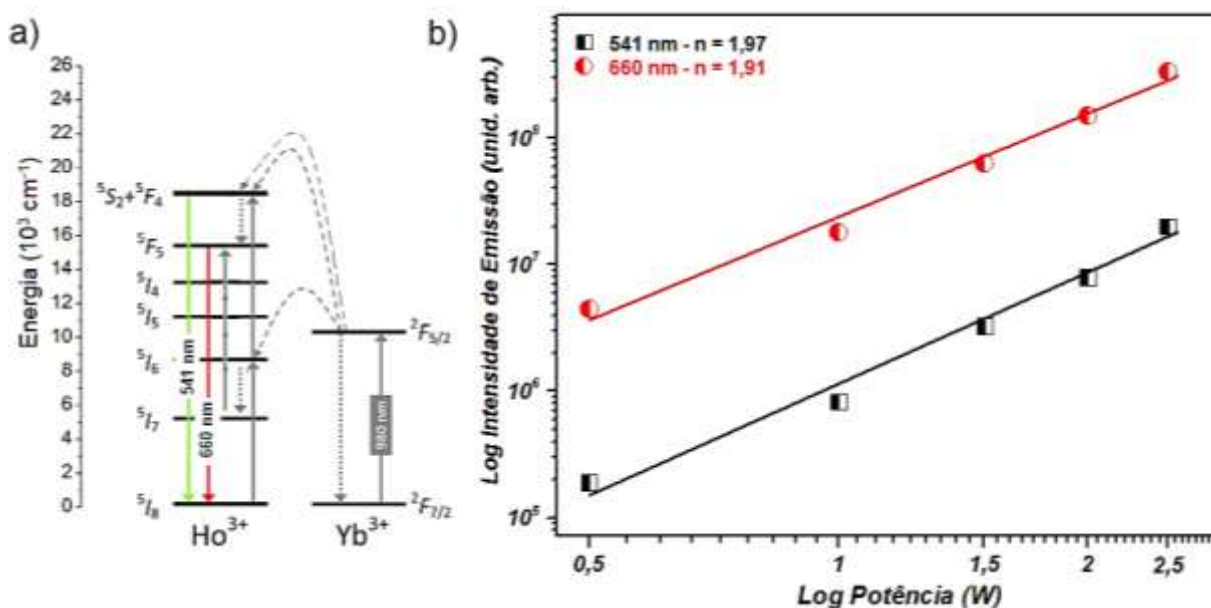 a)
26
24
22
20
18
16
14
12
10
8
6
4
2
0
Energia (10³ cm⁻¹)
⁵S₂+⁵F₄
⁵F₅
⁵I₄
⁵I₅
⁵I₆
⁵I₇
⁵I₈
541 nm
660 nm
980 nm
²F₅/₂
²F₇/₂
Ho³⁺
Yb³⁺
b)
541 nm - n = 1,97
660 nm - n = 1,91
Log Intensidade de Emissão (unid. arb.)
10⁸
10⁷
10⁶
10⁵
0,5
1
1,5
2
2,5
Log Potência (W)